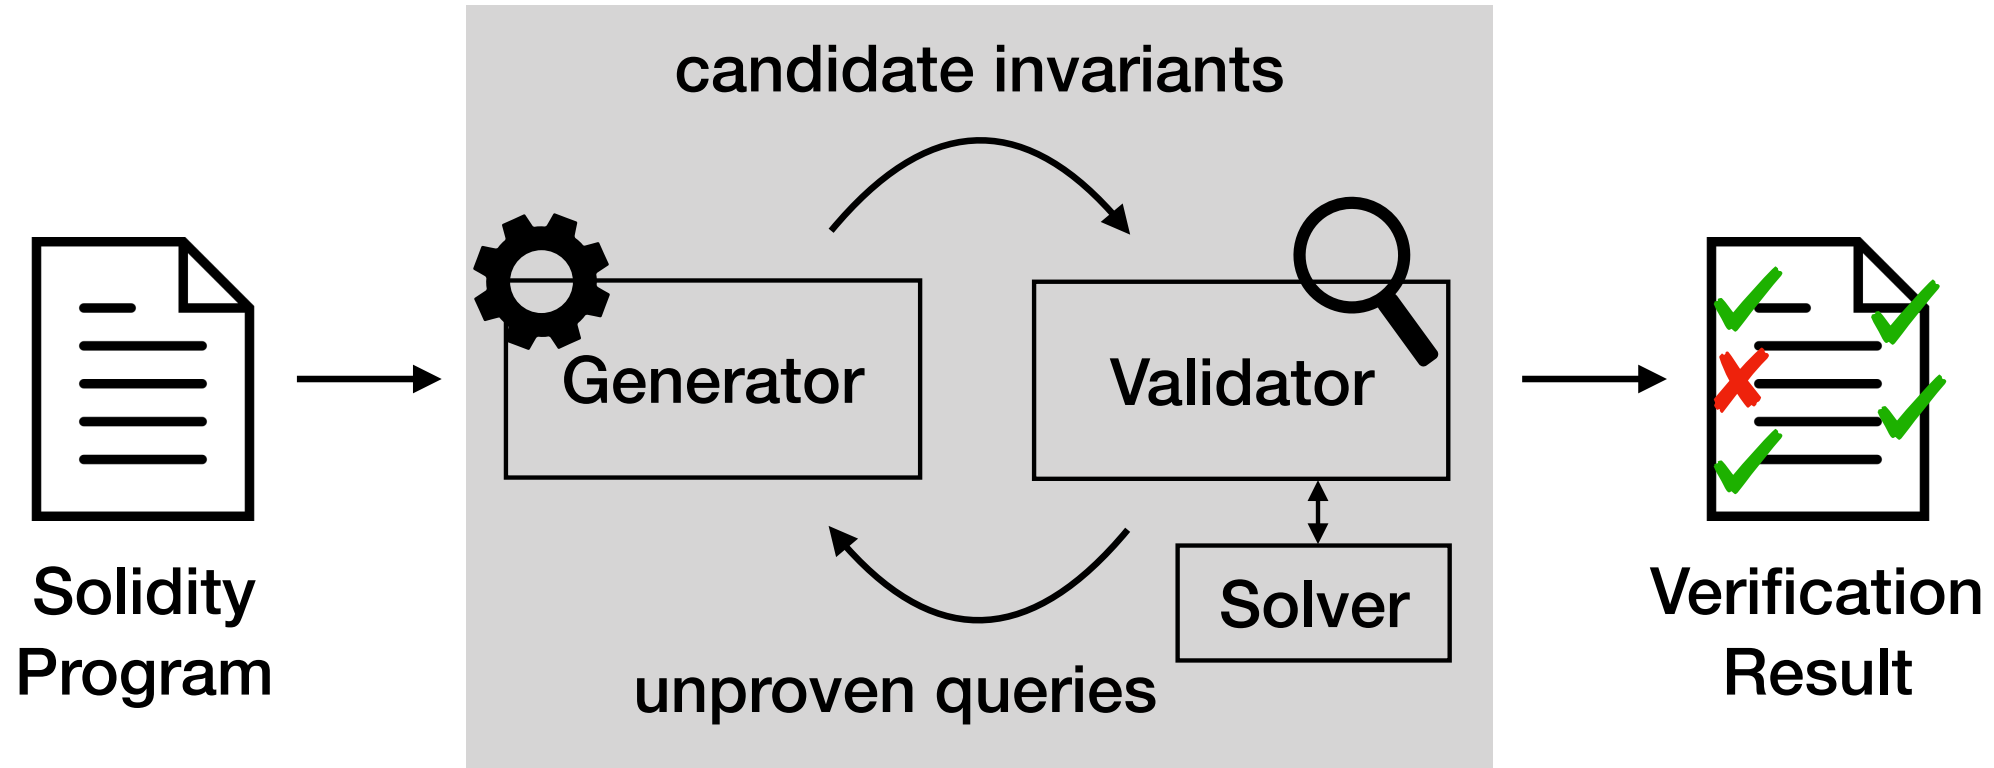 candidate invariants
Generator
Validator
Solver
unproven queries
Solidity
Program
Verification
Result